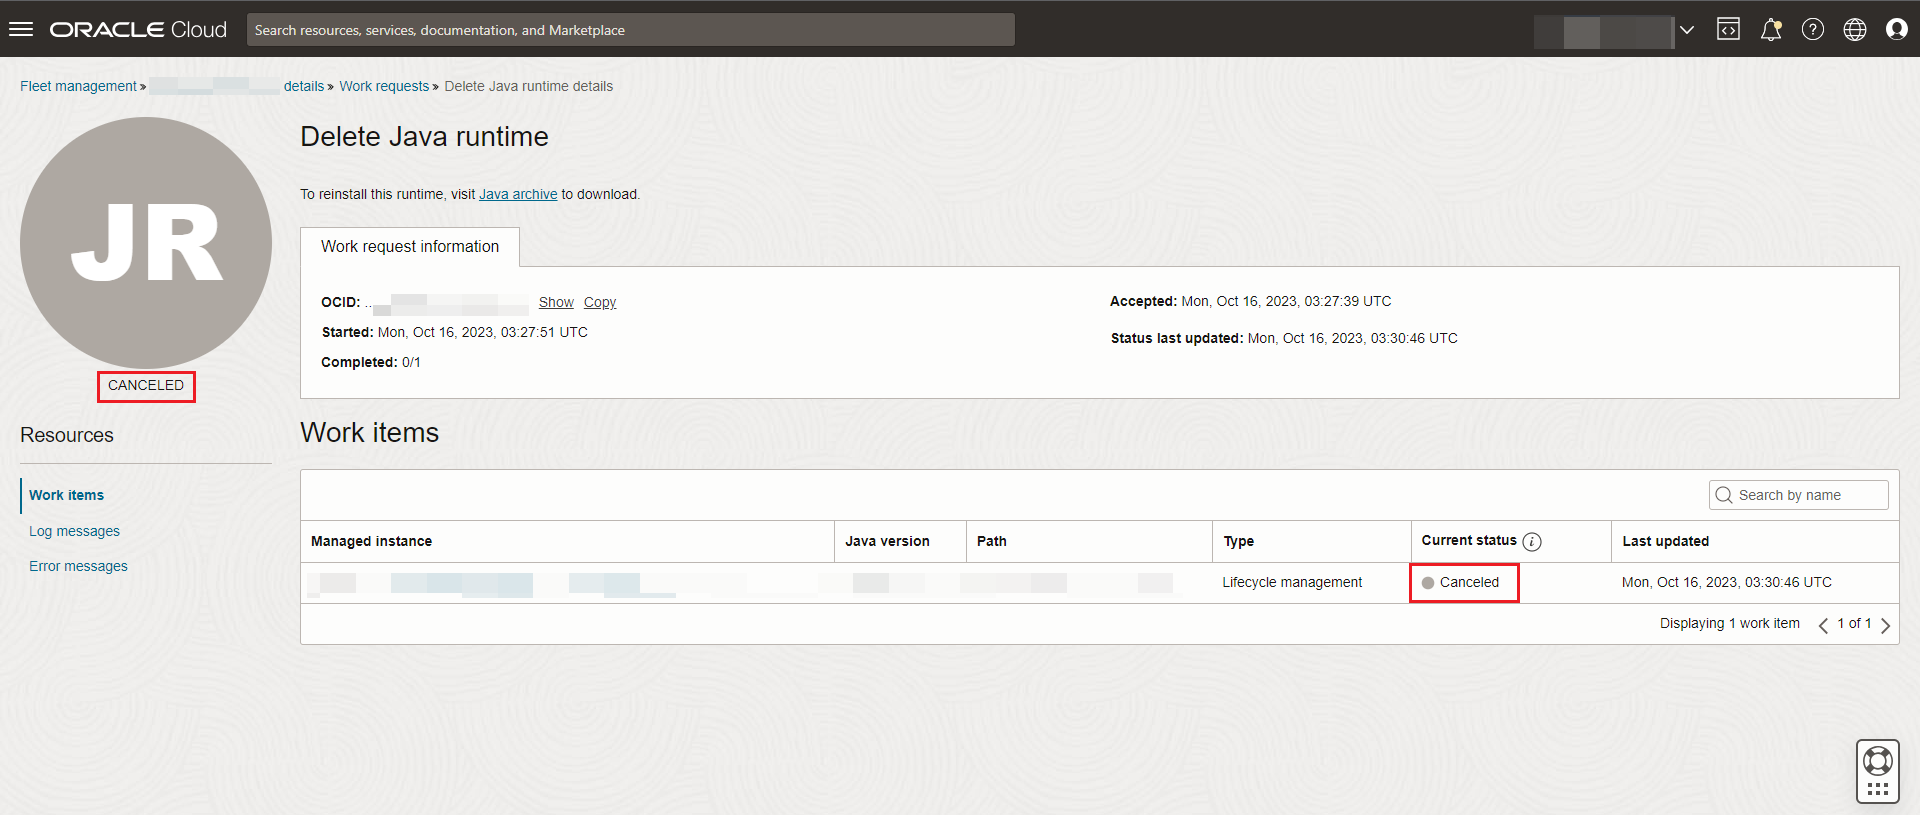 ORACLE Cloud
Search resources, services, documentation, and Marketplace
Fleet management » details » Work requests » Delete Java runtime details
JR
CANCELED
Resources
Work items
Log messages
Error messages
Delete Java runtime
To reinstall this runtime, visit Java archive to download.
Work request information
OCID: ... Show Copy
Started: Mon, Oct 16, 2023, 03:27:51 UTC
Completed: 0/1
Accepted: Mon, Oct 16, 2023, 03:27:39 UTC
Status last updated: Mon, Oct 16, 2023, 03:30:46 UTC
Work items
Search by name
Managed instance Java version Path Type Current status i Last updated
Lifecycle management Canceled Mon, Oct 16, 2023, 03:30:46 UTC
Displaying 1 work item 1 of 1